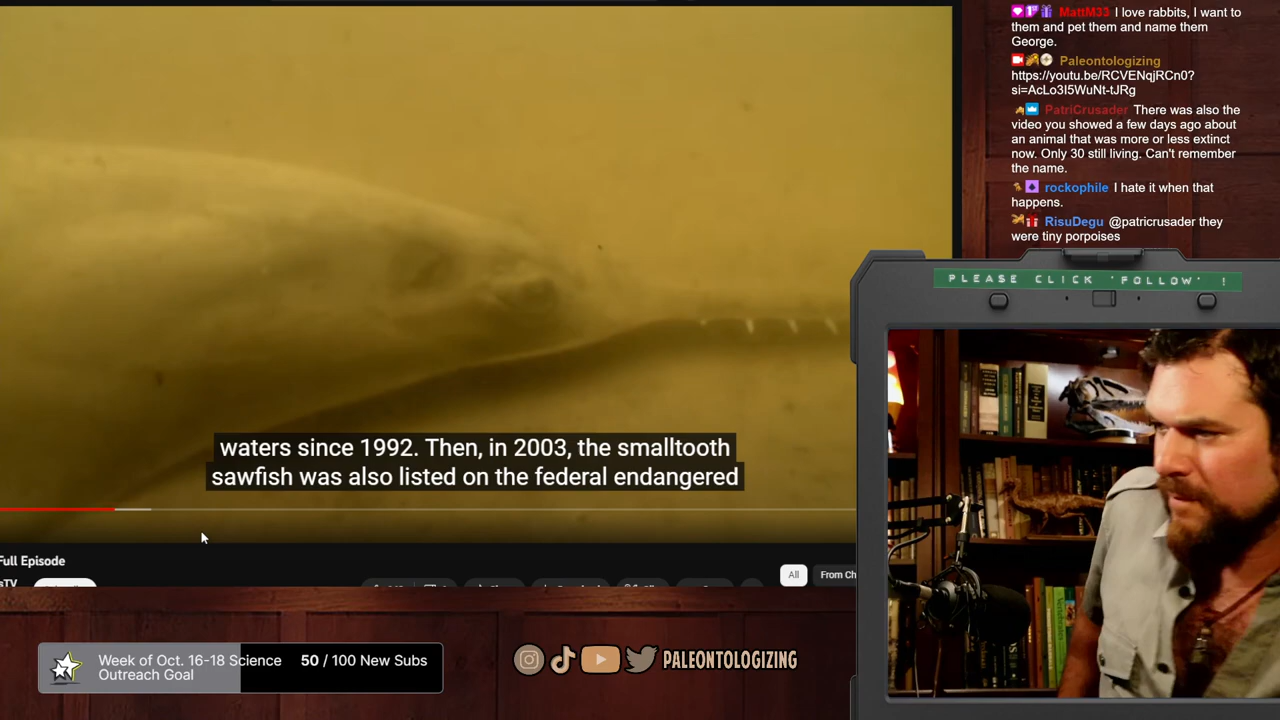 MattM33 I love rabbits, I want to
them and pet them and name them
George.
Paleontologizing
https://youtu.be/RCVENqjRCn0?
si=AcLo3I5WuNt-tJRg
PatriCrusader There was also the
video you showed a few days ago about
an animal that was more or less extinct
now. Only 30 still living. Can't remember
the name.
rockophile I hate it when that
happens.
RisuDegu @patricrusader they
were tiny porpoises
PLEASE CLICK 'FOLLOW' !
waters since 1992. Then, in 2003, the smalltooth
sawfish was also listed on the federal endangered
Full Episode
All
From Ch
Week of Oct. 16-18 Science
Outreach Goal
50 / 100 New Subs
PALEONTOLOGIZING